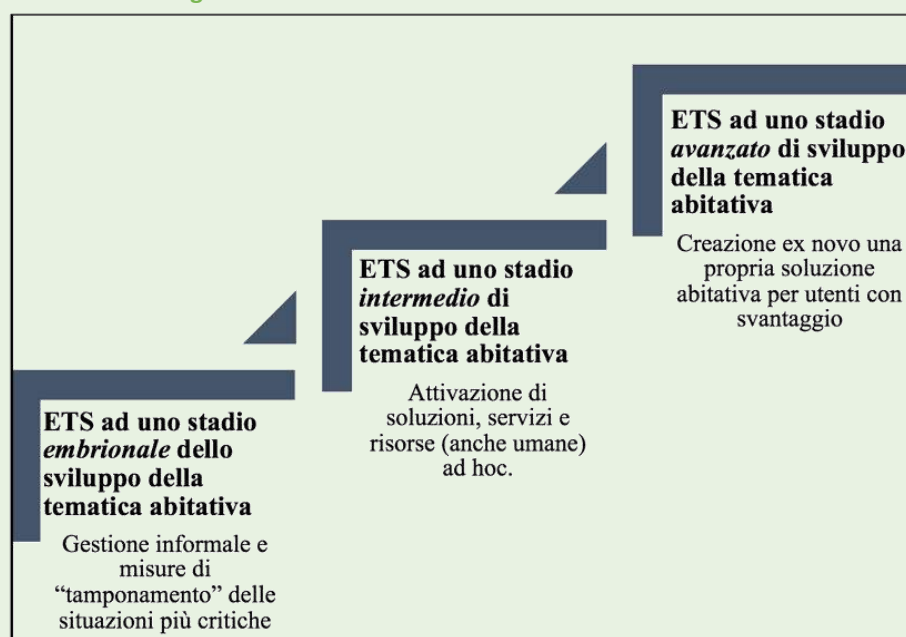 ETS ad uno stadio
embrionale dello
sviluppo della
tematica abitativa
Gestione informale e
misure di
“tamponamento” delle
situazioni più critiche
ETS ad uno stadio
intermedio di
sviluppo della
tematica abitativa
Attivazione di
soluzioni, servizi e
risorse (anche umane)
ad hoc.
ETS ad uno stadio
avanzato di sviluppo
della tematica
abitativa
Creazione ex novo una
propria soluzione
abitativa per utenti con
svantaggio